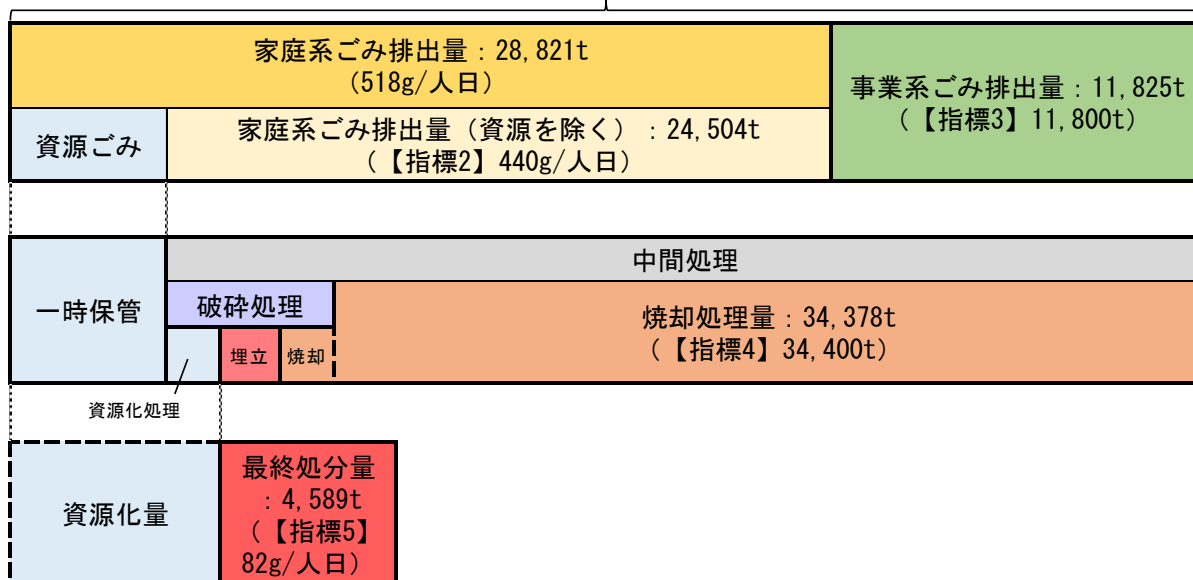 家庭系ごみ排出量：28,821t
(518g/人日)
事業系ごみ排出量：11,825t
(【指標3】11,800t)
資源ごみ
家庭系ごみ排出量（資源を除く）：24,504t
(【指標2】440g/人日)
一時保管
中間処理
破砕処理
焼却処理量：34,378t
(【指標4】34,400t)
埋立
焼却
資源化処理
資源化量
最終処分量
：4,589t
(【指標5】
82g/人日)